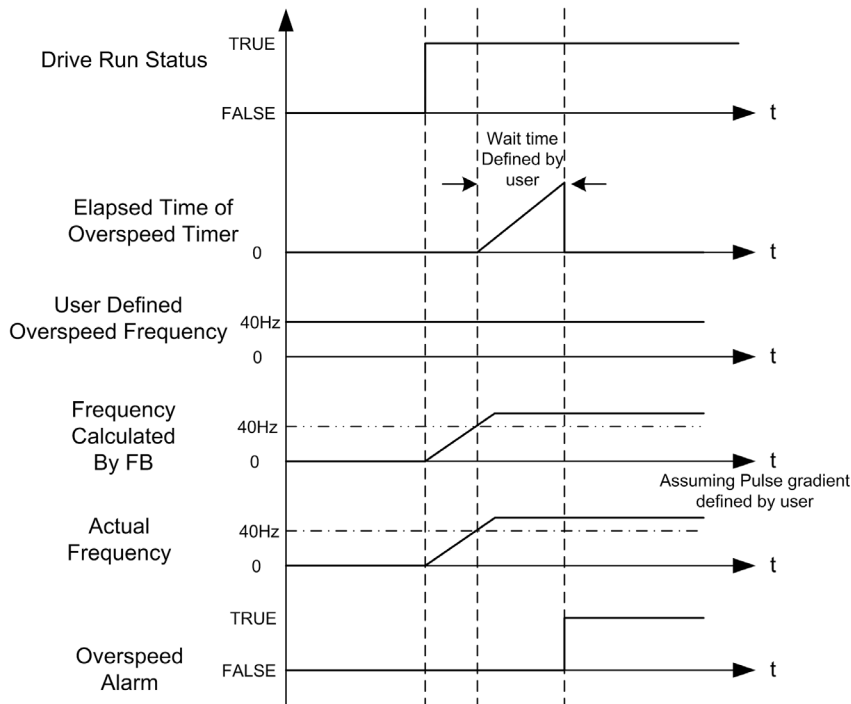 TRUE
Drive Run Status
FALSE
t
Wait time
Defined by
user
Elapsed Time of
Overspeed Timer
0
t
User Defined
Overspeed Frequency
40Hz
0
t
Frequency
Calculated
By FB
40Hz
0
t
Assuming Pulse gradient
defined by user
Actual
Frequency
40Hz
0
t
TRUE
Overspeed
Alarm
FALSE
t